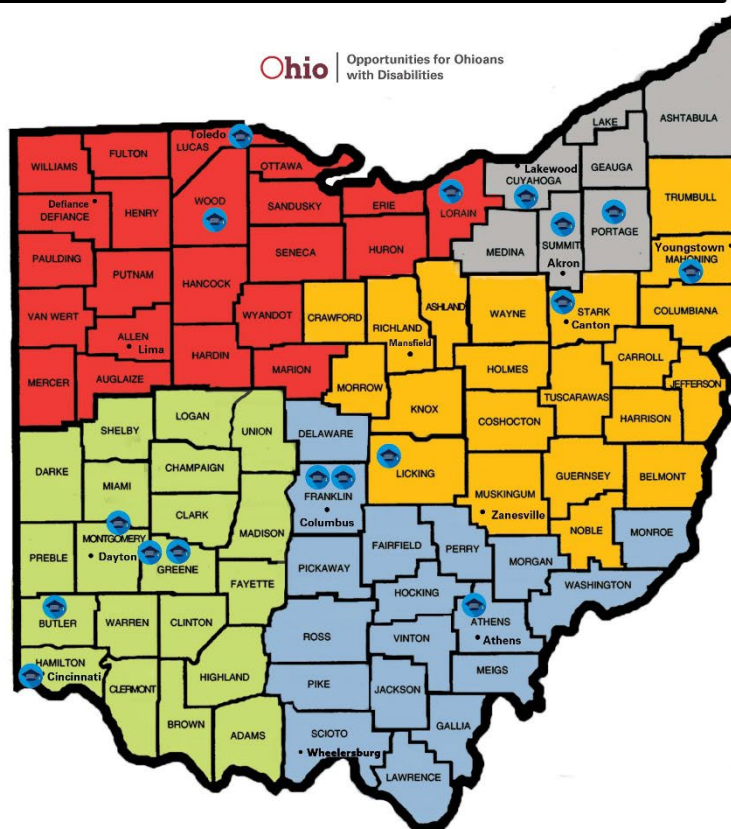 Ohio
Opportunities for Ohioans
with Disabilities
ASHTABULA
LAKE
Toledo
LUCAS
FULTON
WILLIAMS
OTTAWA
Lakewood
CUYAHOGA
GEAUGA
Defiance
DEFIANCE
HENRY
WOOD
SANDUSKY
ERIE
LORAIN
TRUMBULL
PAULDING
SENECA
HURON
MEDINA
SUMMIT
PORTAGE
Akron
Youngstown
MAHONING
PUTNAM
HANCOCK
VAN WERT
WYANDOT
CRAWFORD
RICHLAND
Mansfield
ASHLAND
WAYNE
STARK
Canton
COLUMBIANA
ALLEN
Lima
HARDIN
MARION
MERCER
AUGLAIZE
MORROW
HOLMES
CARROLL
JEFFERSON
TUSCARAWAS
KNOX
COSHOCTON
HARRISON
LOGAN
UNION
SHELBY
DELAWARE
DARKE
CHAMPAIGN
LICKING
GUERNSEY
BELMONT
MIAMI
CLARK
FRANKLIN
Columbus
MUSKINGUM
Zanesville
MADISON
NOBLE
MONROE
MONTGOMERY
Dayton
PREBLE
GREENE
FAIRFIELD
PERRY
MORGAN
PICKAWAY
WASHINGTON
FAYETTE
HOCKING
BUTLER
WARREN
CLINTON
ATHENS
Athens
ROSS
VINTON
HAMILTON
Cincinnati
HIGHLAND
MEIGS
CLERMONT
PIKE
JACKSON
GALLIA
BROWN
ADAMS
SCIOTO
Wheelersburg
LAWRENCE